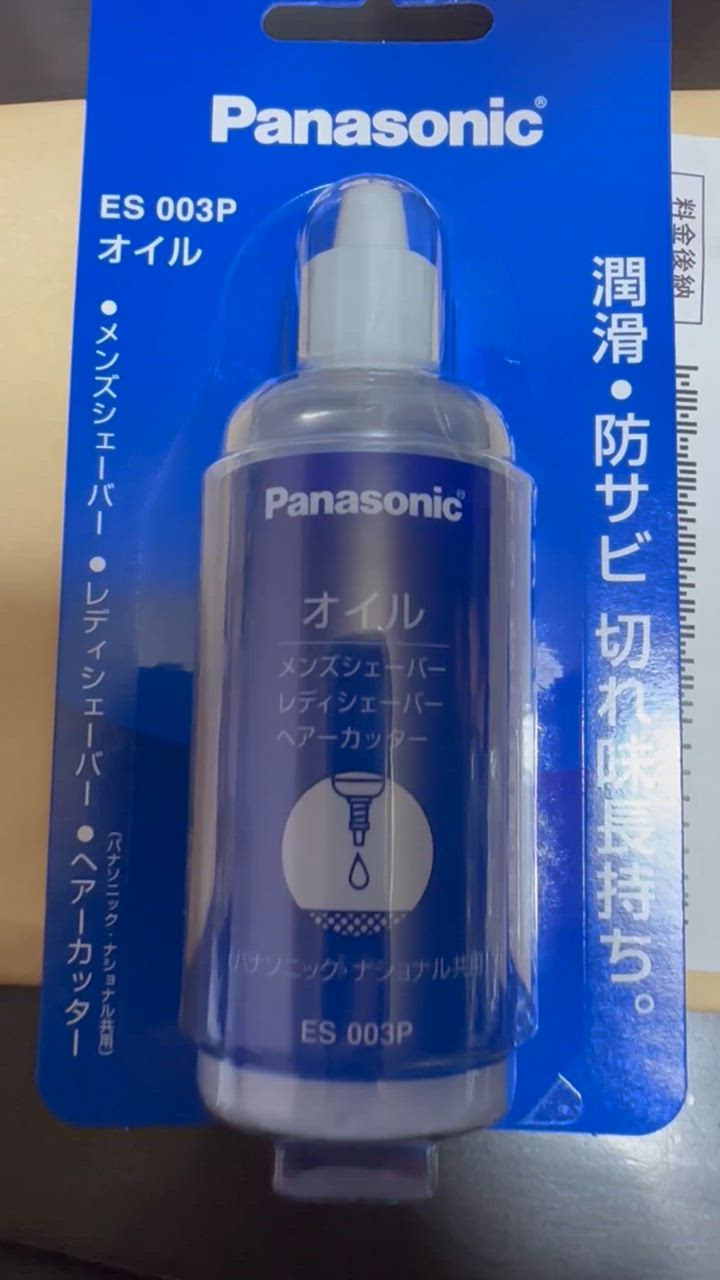 Panasonic®
ES 003P
オイル
●メンズシェーバー ●レディシェーバー ●ヘアーカッター
(パナソニック・ナショナル共用)
潤滑・防サビ 切れ味長持ち。
Panasonic®
オイル
メンズシェーバー
レディシェーバー
ヘアーカッター
(パナソニック・ナショナル共用)
ES 003P
料金後納